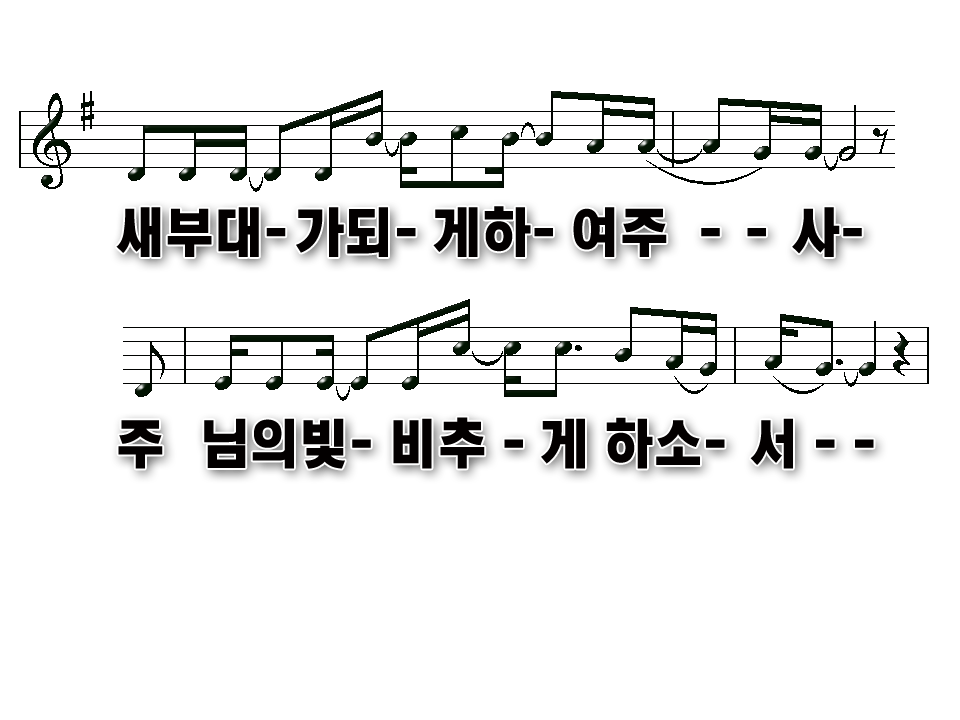 새부대- 가되- 게하- 여주 - - 사-
주 님의빛- 비추 - 게 하소- 서 - -